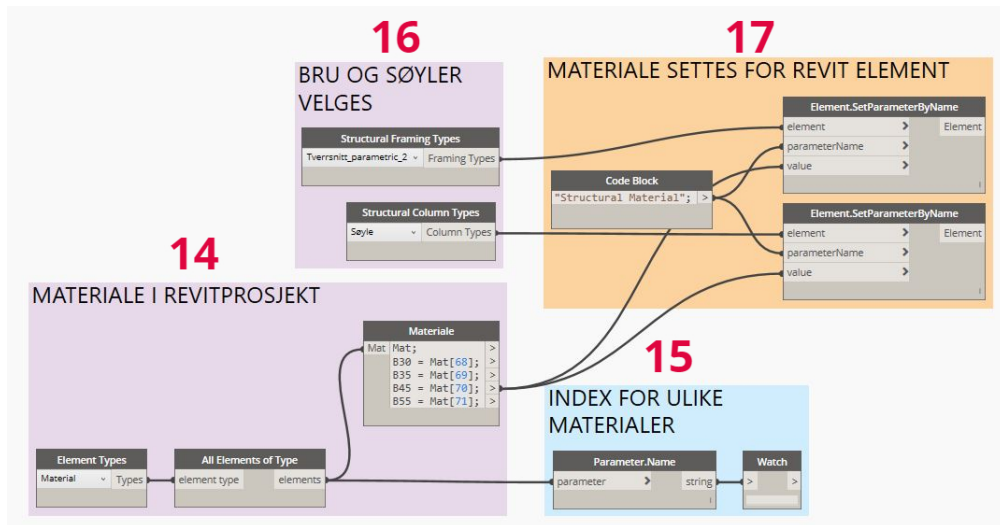 16
BRU OG SØYLER
VELGES
Structural Framing Types
Tverrsnitt_parametric_2 Framing Types
Structural Column Types
Søyle Column Types
17
MATERIALE SETTES FOR REVIT ELEMENT
Element.SetParameterByName
element > Element
parameterName >
value >
Code Block
"Structural Material"; >
Element.SetParameterByName
element > Element
parameterName >
value >
14
MATERIALE I REVITPROSJEKT
Materiale
Mat Mat; >
B30 = Mat[68]; >
B35 = Mat[69]; >
B45 = Mat[70]; >
B55 = Mat[71]; >
Element Types
Material Types
All Elements of Type
element type elements
15
INDEX FOR ULIKE
MATERIALER
Parameter.Name
parameter > string
Watch
> >